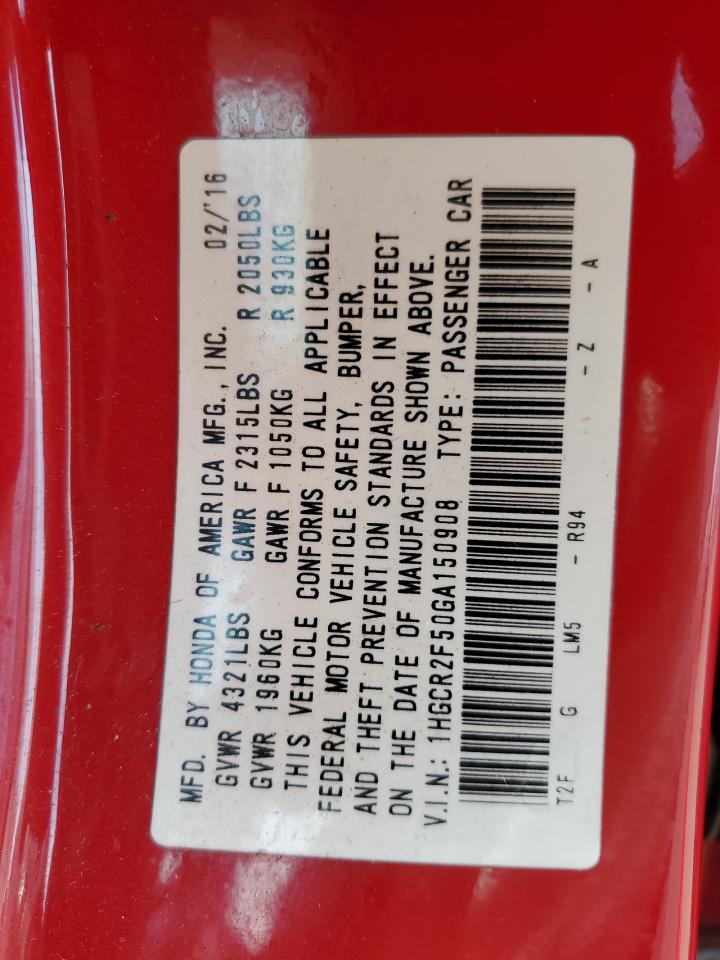 MFD. BY HONDA OF AMERICA MFG., INC. 02/'16
GVWR 4321LBS GAWR F 2315LBS R 2050LBS
GVWR 1960KG GAWR F 1050KG R 930KG
THIS VEHICLE CONFORMS TO ALL APPLICABLE
FEDERAL MOTOR VEHICLE SAFETY, BUMPER,
AND THEFT PREVENTION STANDARDS IN EFFECT
ON THE DATE OF MANUFACTURE SHOWN ABOVE.
V.I.N.: 1HGCR2F50GA150908 TYPE: PASSENGER CAR
T2F G LM5 - R94 - Z - A